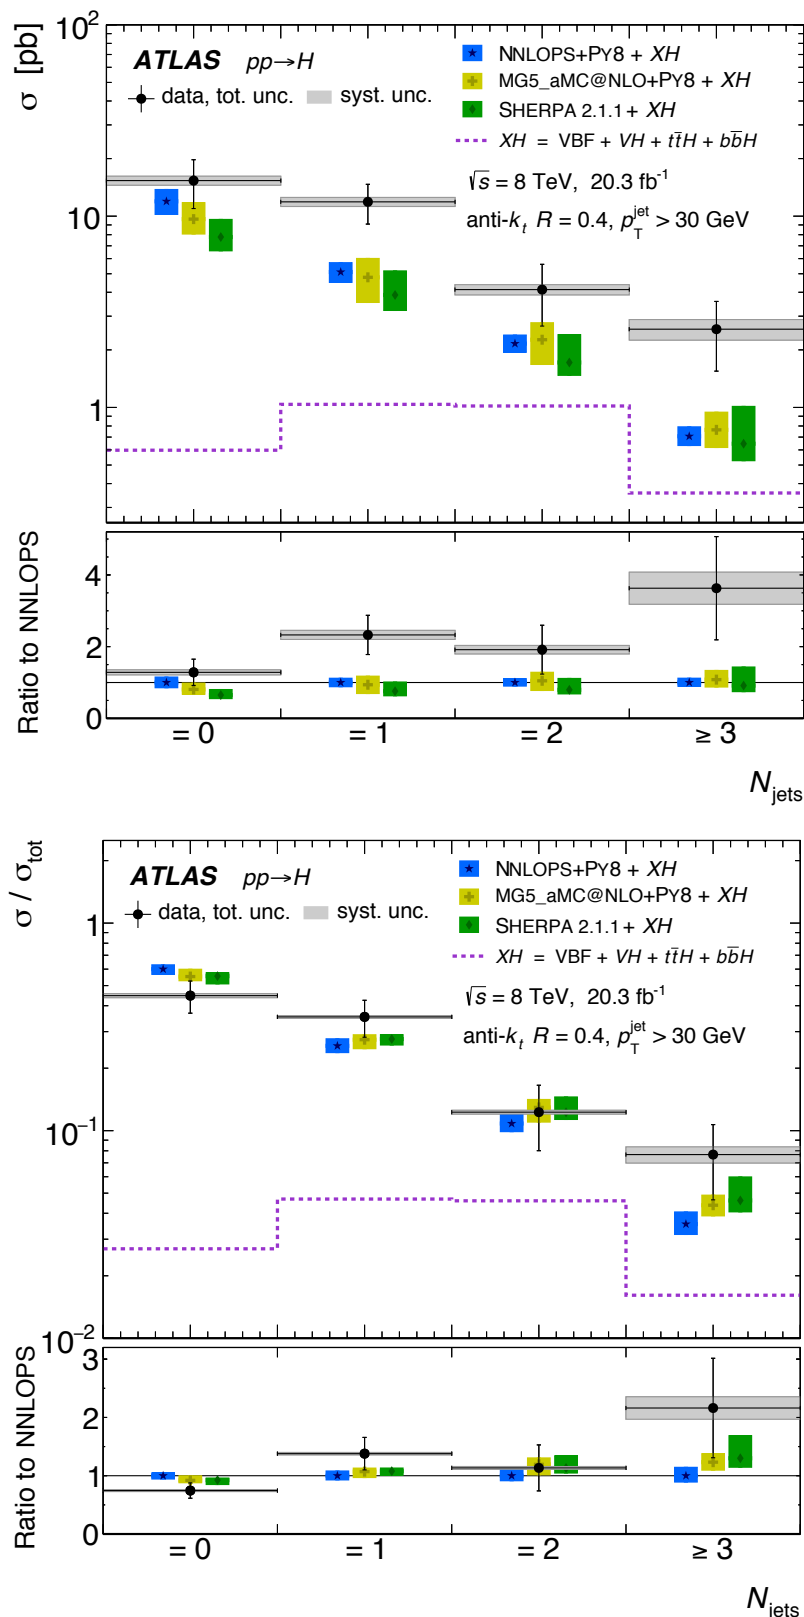 10²
σ [pb]
ATLAS pp→H
data, tot. unc. syst. unc.
NNLOPS+PY8 + XH
MG5_aMC@NLO+PY8 + XH
SHERPA 2.1.1 + XH
XH = VBF + VH + tt̄H + bb̄H
√s = 8 TeV, 20.3 fb⁻¹
anti-kₜ R = 0.4, p_T^jet > 30 GeV
10
1
Ratio to NNLOPS
4
2
0
= 0 = 1 = 2 ≥ 3
N_jets
σ / σ_tot
ATLAS pp→H
data, tot. unc. syst. unc.
NNLOPS+PY8 + XH
MG5_aMC@NLO+PY8 + XH
SHERPA 2.1.1 + XH
XH = VBF + VH + tt̄H + bb̄H
√s = 8 TeV, 20.3 fb⁻¹
anti-kₜ R = 0.4, p_T^jet > 30 GeV
1
10⁻¹
10⁻²
Ratio to NNLOPS
3
2
1
0
= 0 = 1 = 2 ≥ 3
N_jets